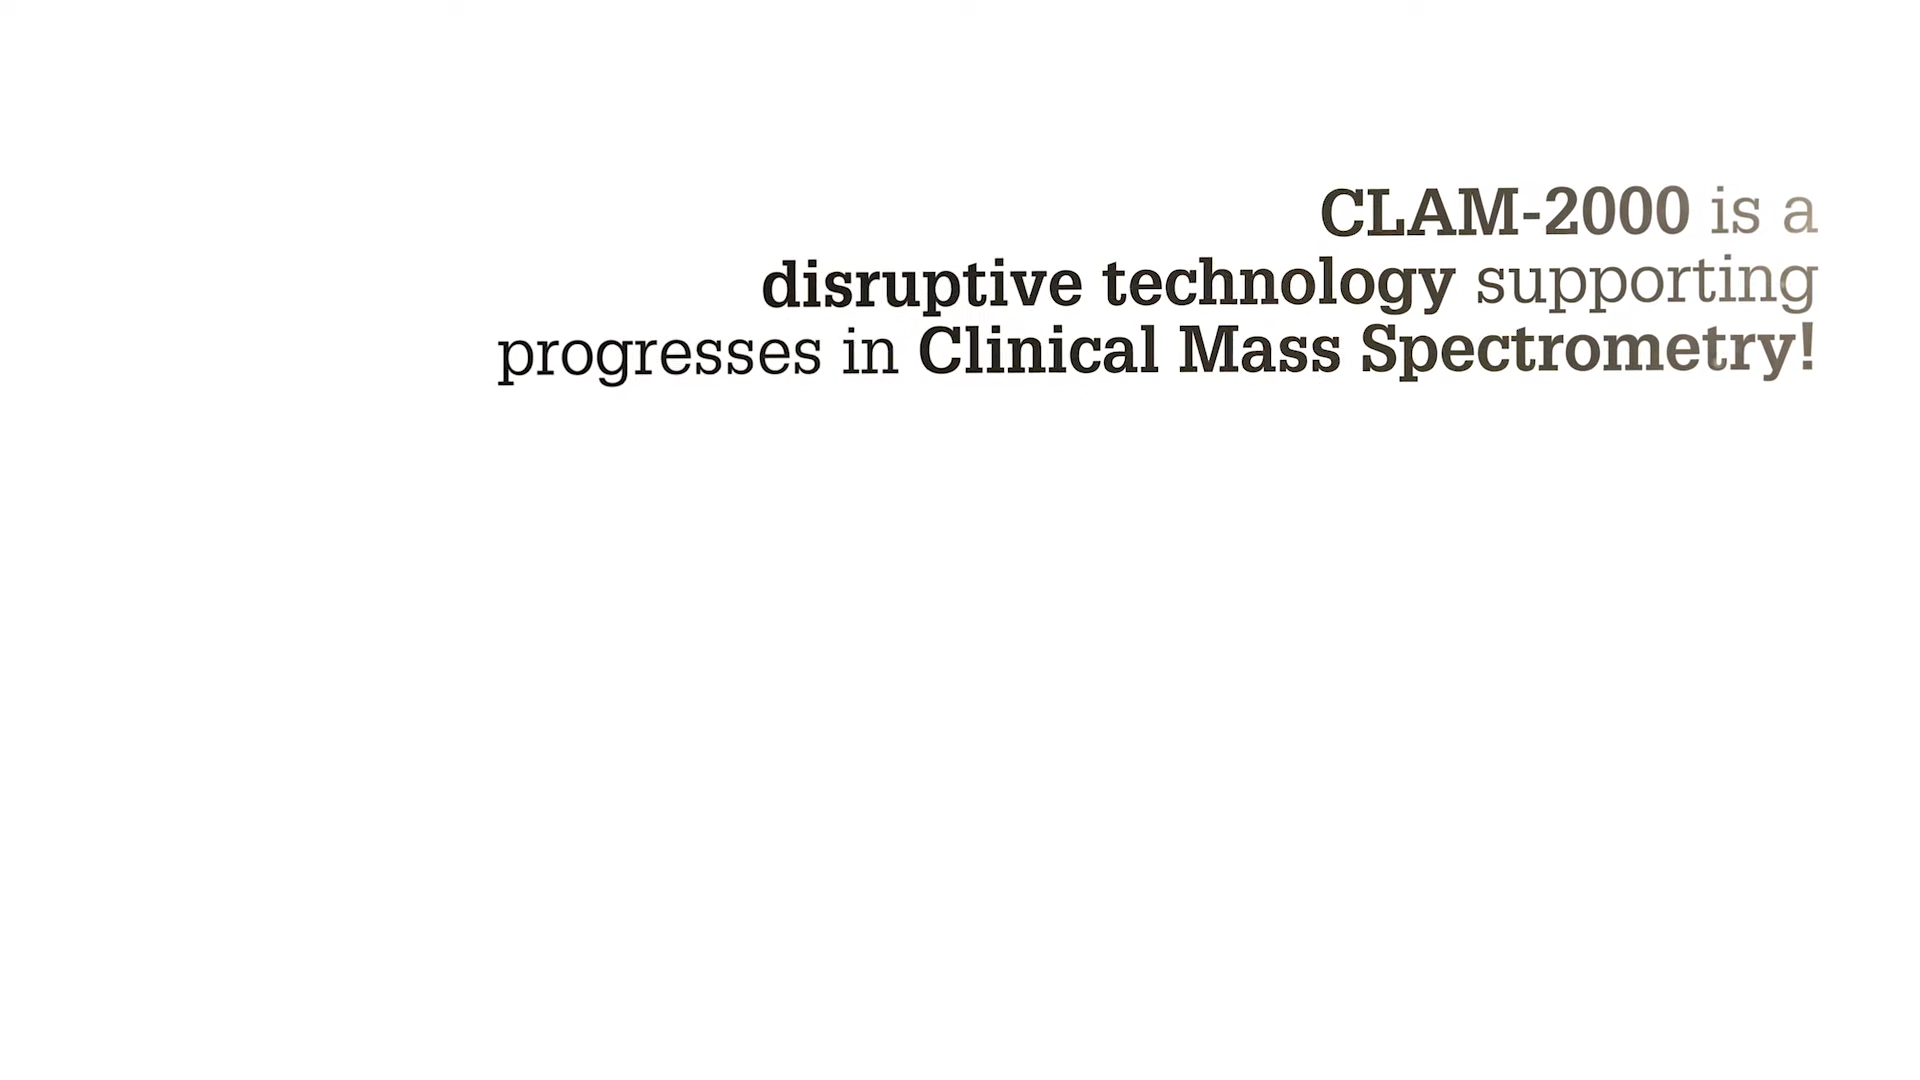 CLAM-2000 is a
disruptive technology supporting
progresses in Clinical Mass Spectrometry!